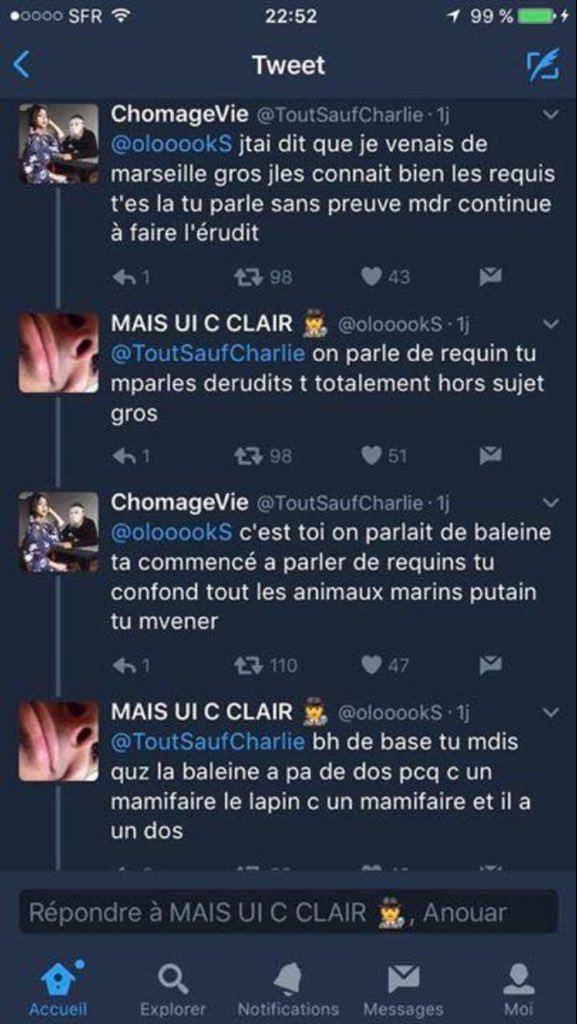 SFR 22:52 99 %
Tweet
ChomageVie @ToutSaufCharlie · 1j
@olooookS jtai dit que je venais de
marseille gros jles connait bien les requis
t'es la tu parle sans preuve mdr continue
à faire l'érudit
1 98 43
MAIS UI C CLAIR @olooookS · 1j
@ToutSaufCharlie on parle de requin tu
mparles derudits t totalement hors sujet
gros
1 98 51
ChomageVie @ToutSaufCharlie · 1j
@olooookS c'est toi on parlait de baleine
ta commencé a parler de requins tu
confond tout les animaux marins putain
tu mvener
1 110 47
MAIS UI C CLAIR @olooookS · 1j
@ToutSaufCharlie bh de base tu mdis
quz la baleine a pa de dos pcq c un
mamifaire le lapin c un mamifaire et il a
un dos
Répondre à MAIS UI C CLAIR , Anouar
Accueil Explorer Notifications Messages Moi